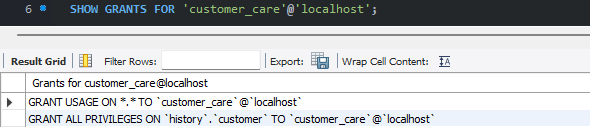 6 SHOW GRANTS FOR 'customer_care'@'localhost';
Result Grid Filter Rows: Export: Wrap Cell Content:
Grants for customer_care@localhost
GRANT USAGE ON *.* TO `customer_care`@`localhost`
GRANT ALL PRIVILEGES ON `history`.`customer` TO `customer_care`@`localhost`